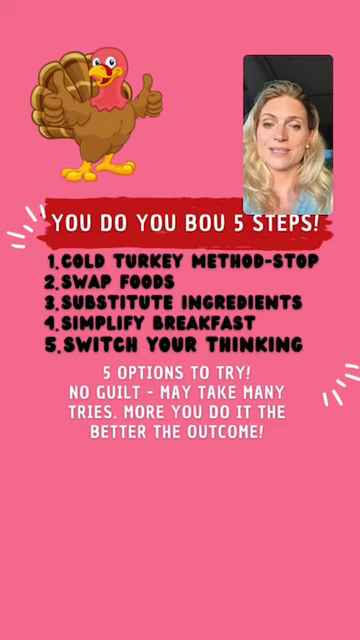 YOU DO YOU BOU 5 STEPS!
1. COLD TURKEY METHOD-STOP
2. SWAP FOODS
3. SUBSTITUTE INGREDIENTS
4. SIMPLIFY BREAKFAST
5. SWITCH YOUR THINKING
5 OPTIONS TO TRY!
NO GUILT - MAY TAKE MANY
TRIES. MORE YOU DO IT THE
BETTER THE OUTCOME!